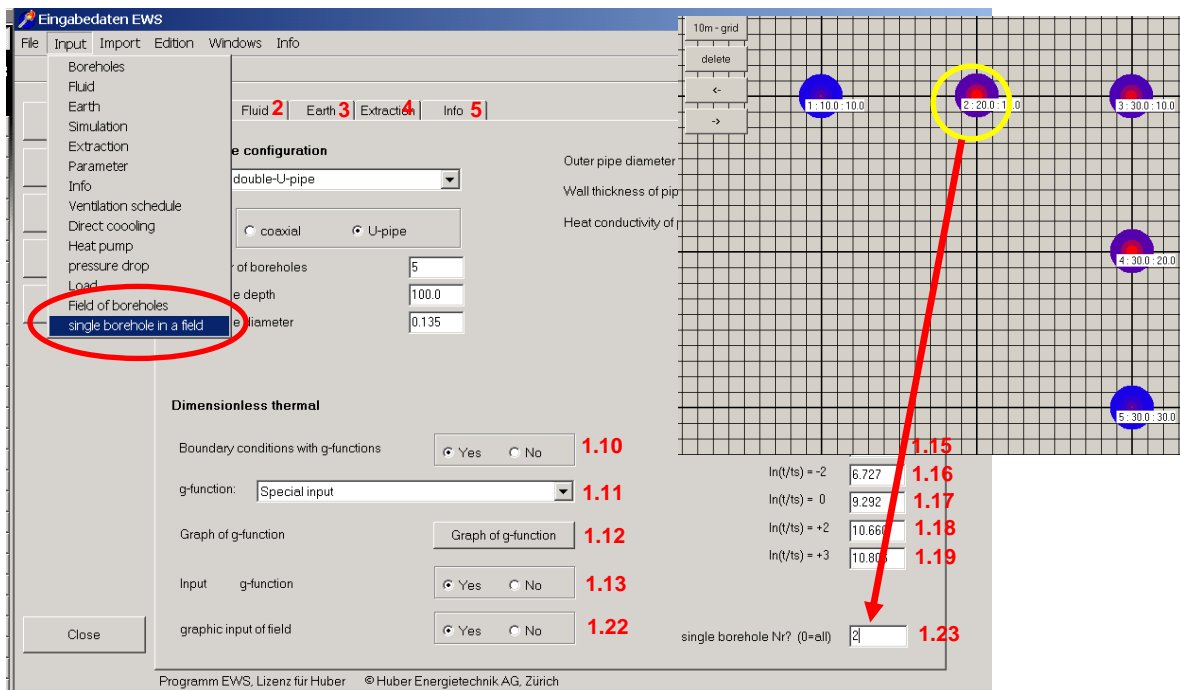 Eingabedaten EWS
File Input Import Edition Windows Info
Boreholes
Fluid
Earth
Simulation
Extraction
Parameter
Info
Ventilation schedule
Direct coooling
Heat pump
pressure drop
Load
Field of boreholes
single borehole in a field
Fluid 2 Earth 3 Extraction 4 Info 5
e configuration
double-U-pipe
coaxial U-pipe
r of boreholes 5
e depth 100.0
e diameter 0.135
Outer pipe diameter
Wall thickness of pip
Heat conductivity of
10m - grid
delete
<-
->
1 : 10.0 : 10.0
2 : 20.0 : 1 .0
3 : 30.0 : 10.0
4 : 30.0 : 20.0
5 : 30.0 : 30.0
Dimensionless thermal
Boundary conditions with g-functions Yes No 1.10
g-function: Special input 1.11
Graph of g-function Graph of g-function 1.12
Input g-function Yes No 1.13
graphic input of field Yes No 1.22
1.15
ln(t/ts) = -2 6.727 1.16
ln(t/ts) = 0 9.292 1.17
ln(t/ts) = +2 10.66 1.18
ln(t/ts) = +3 10.80 1.19
single borehole Nr? (0=all) 2 1.23
Close
Programm EWS, Lizenz für Huber © Huber Energietechnik AG, Zürich